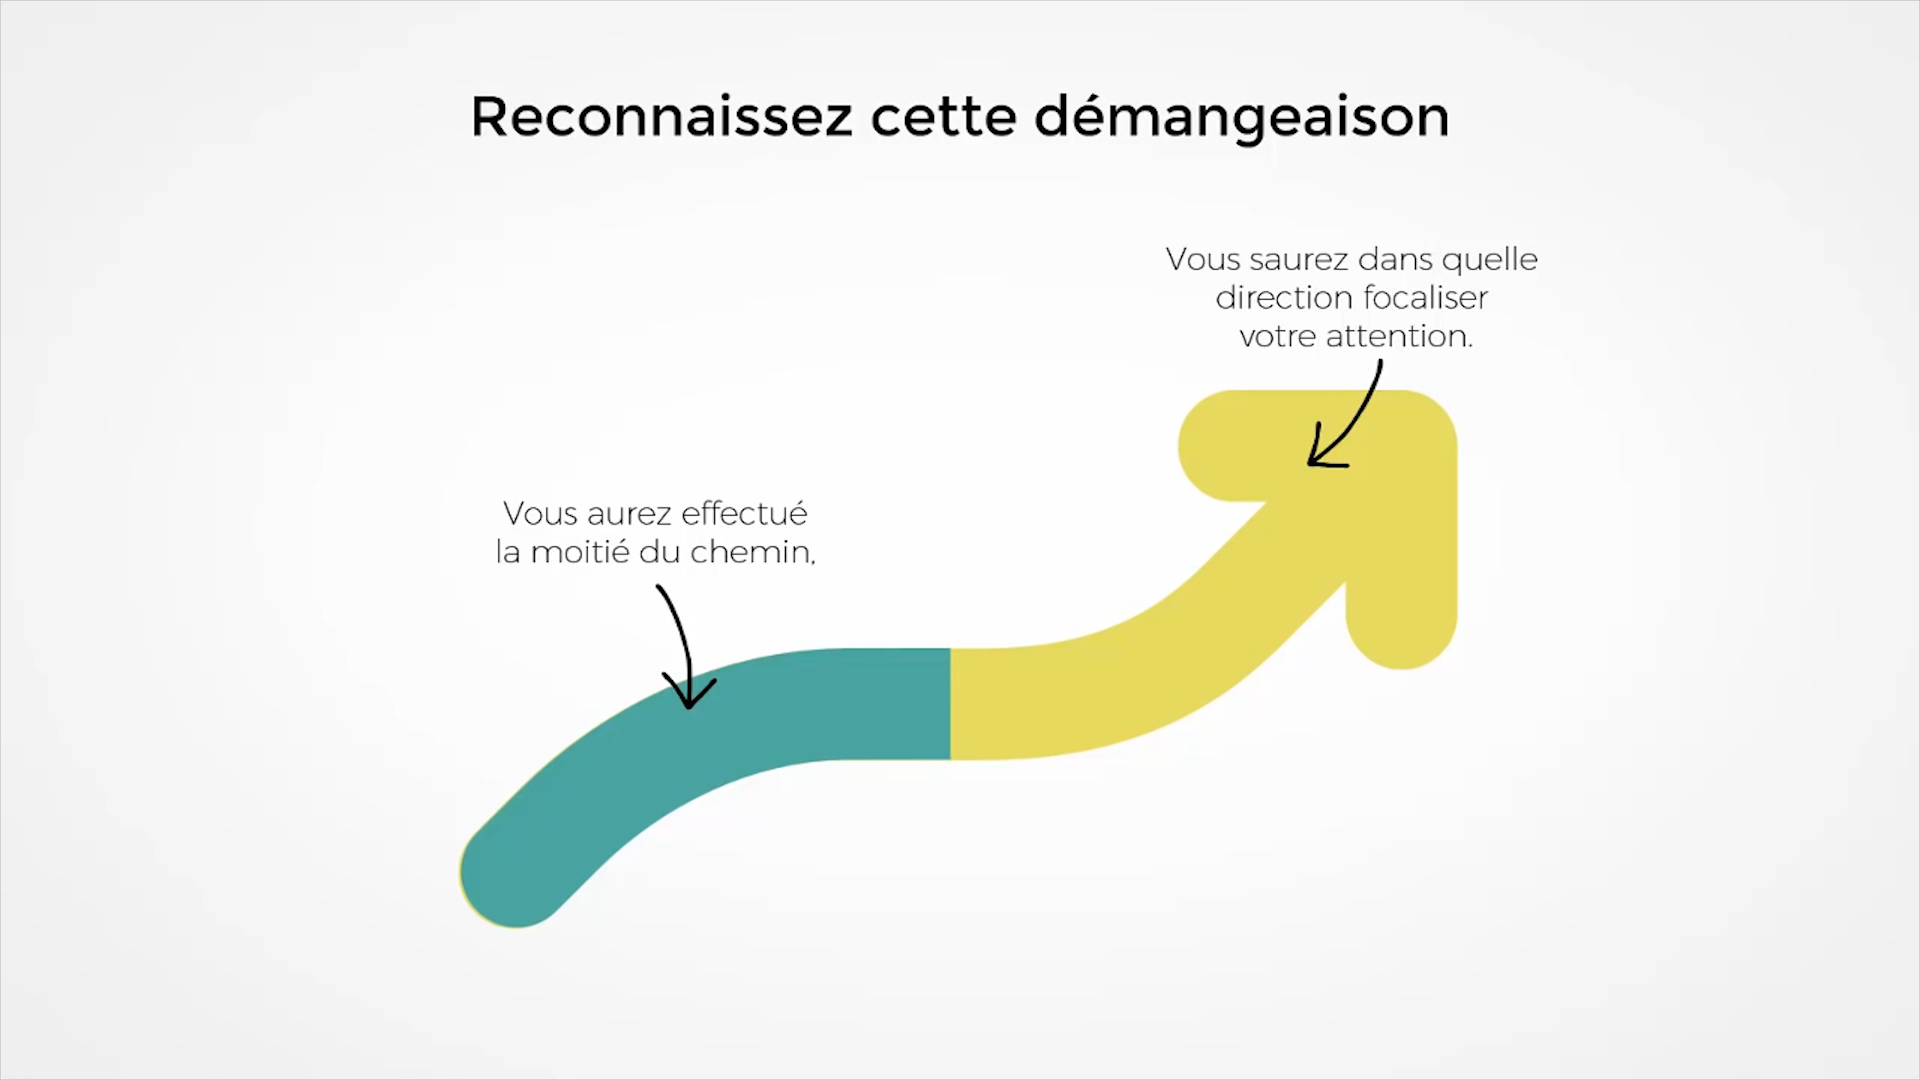 Reconnaissez cette démangeaison
Vous aurez effectué
la moitié du chemin,
Vous saurez dans quelle
direction focaliser
votre attention.